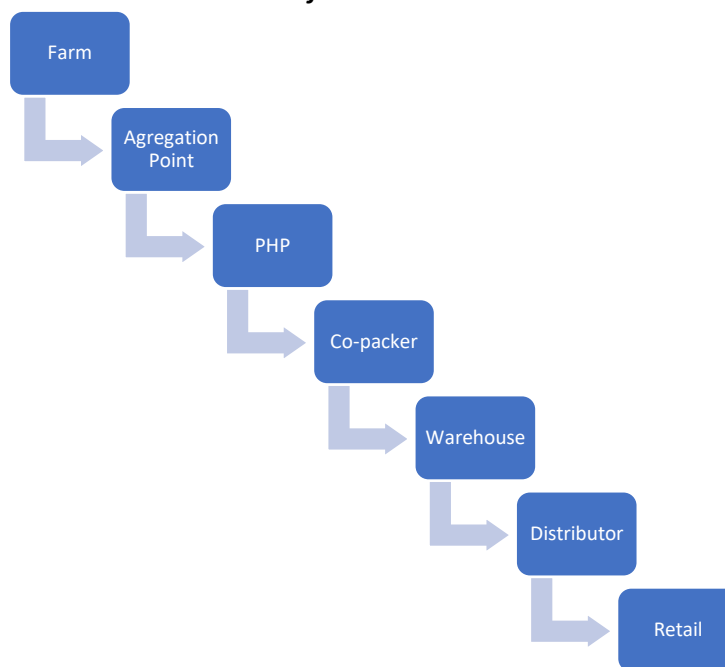 Farm
Agregation
Point
PHP
Co-packer
Warehouse
Distributor
Retail